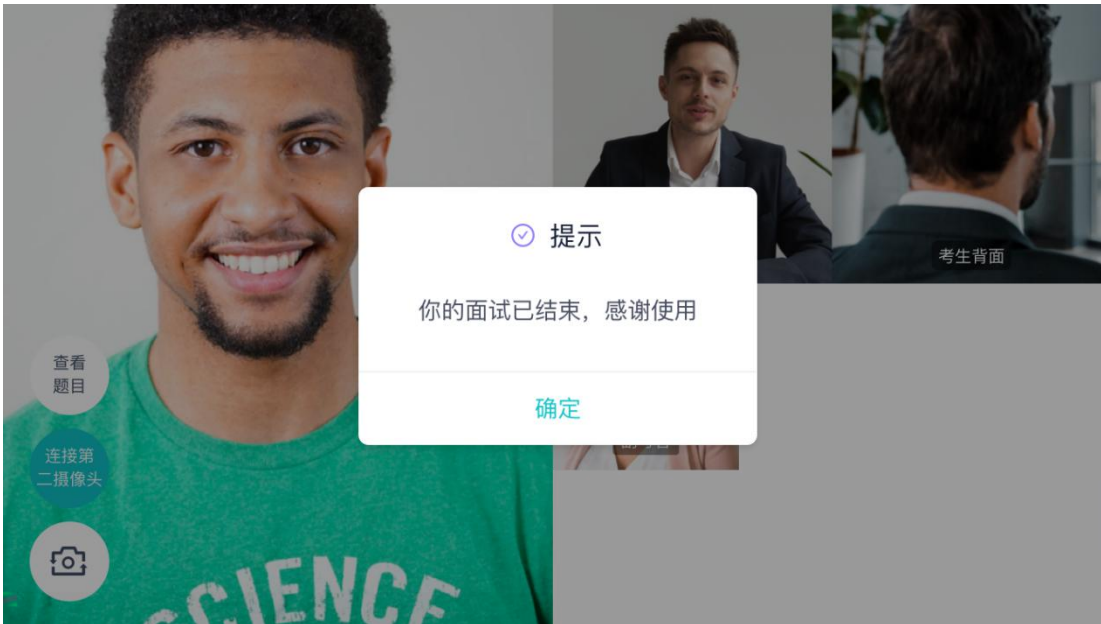 提示
你的面试已结束，感谢使用
确定
考生背面
查看
题目
连接第
二摄像头
SCIENCE